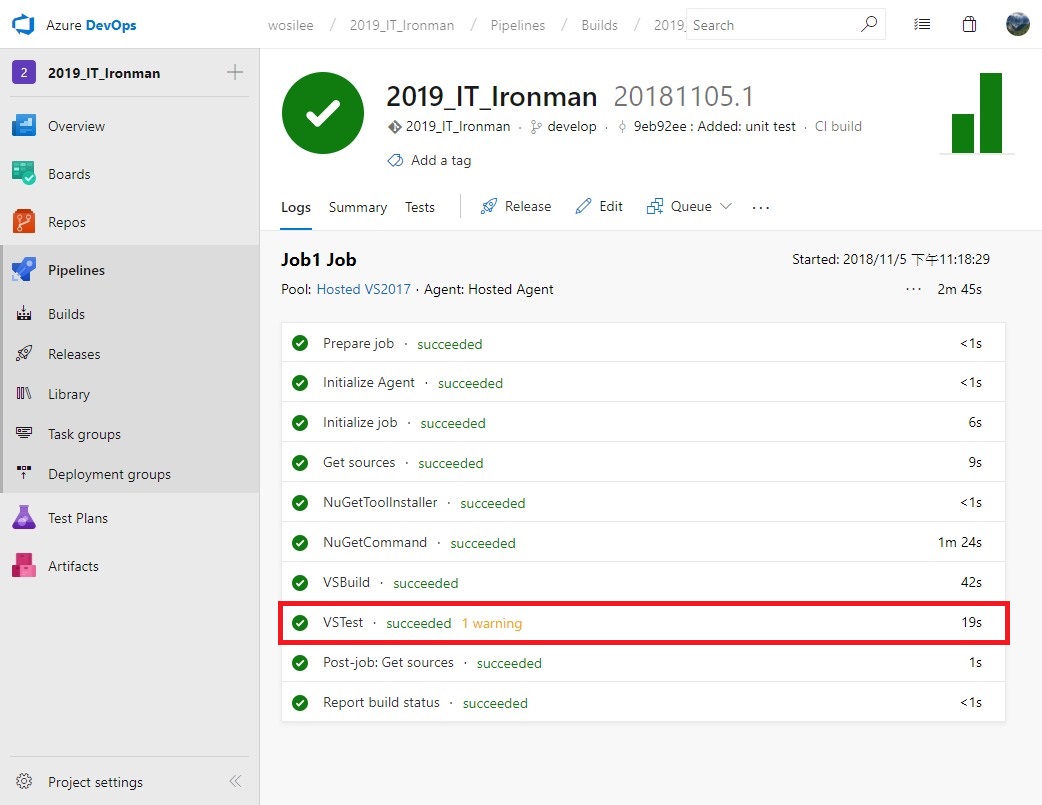 Azure DevOps
wosilee / 2019_IT_Ironman / Pipelines / Builds / 2019_
Search
2 2019_IT_Ironman
Overview
Boards
Repos
Pipelines
Builds
Releases
Library
Task groups
Deployment groups
Test Plans
Artifacts
Project settings
2019_IT_Ironman 20181105.1
2019_IT_Ironman · develop · 9eb92ee : Added: unit test · CI build
Add a tag
Logs Summary Tests Release Edit Queue ...
Job1 Job Started: 2018/11/5 下午11:18:29
Pool: Hosted VS2017 · Agent: Hosted Agent ... 2m 45s
Prepare job · succeeded <1s
Initialize Agent · succeeded <1s
Initialize job · succeeded 6s
Get sources · succeeded 9s
NuGetToolInstaller · succeeded <1s
NuGetCommand · succeeded 1m 24s
VSBuild · succeeded 42s
VSTest · succeeded 1 warning 19s
Post-job: Get sources · succeeded 1s
Report build status · succeeded <1s